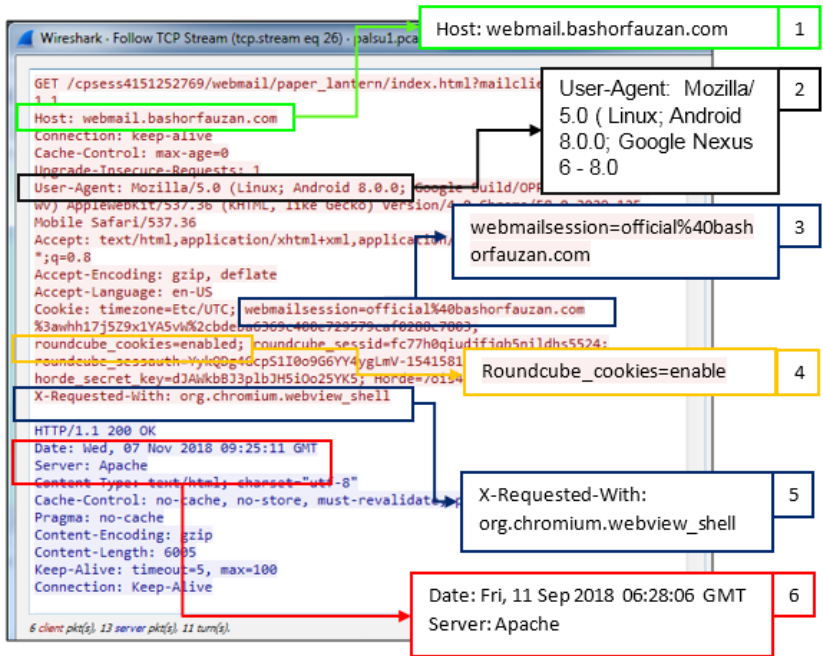 Wireshark · Follow TCP Stream (tcp.stream eq 26) · palsu1.pca
Host: webmail.bashorfauzan.com
1
GET /cpsess4151252769/webmail/paper_lantern/index.html?mailclie
1.1
Host: webmail.bashorfauzan.com
Connection: keep-alive
Cache-Control: max-age=0
Upgrade-Insecure-Requests: 1
User-Agent: Mozilla/5.0 (Linux; Android 8.0.0; Google Build/OPR
wv) AppleWebKit/537.36 (KHTML, like Gecko)
Mobile Safari/537.36
Accept: text/html,application/xhtml+xml,application/
*;q=0.8
Accept-Encoding: gzip, deflate
Accept-Language: en-US
Cookie: timezone=Etc/UTC; webmailsession=official%40bashorfauzan.com
roundcube_cookies=enabled; roundcube_sessid=fc77h0qiudjfigb5nildhs5524;
X-Requested-With: org.chromium.webview_shell
HTTP/1.1 200 OK
Date: Wed, 07 Nov 2018 09:25:11 GMT
Server: Apache
Content-Type: text/html; charset="utf-8"
Cache-Control: no-cache, no-store, must-revalidate, p
Pragma: no-cache
Content-Encoding: gzip
Content-Length: 6005
Keep-Alive: timeout=5, max=100
Connection: Keep-Alive
6 client pkt(s), 13 server pkt(s), 11 turn(s).
User-Agent: Mozilla/
5.0 ( Linux; Android
8.0.0; Google Nexus
6 - 8.0
2
webmailsession=official%40bash
orfauzan.com
3
Roundcube_cookies=enable
4
X-Requested-With:
org.chromium.webview_shell
5
Date: Fri, 11 Sep 2018 06:28:06 GMT
Server: Apache
6